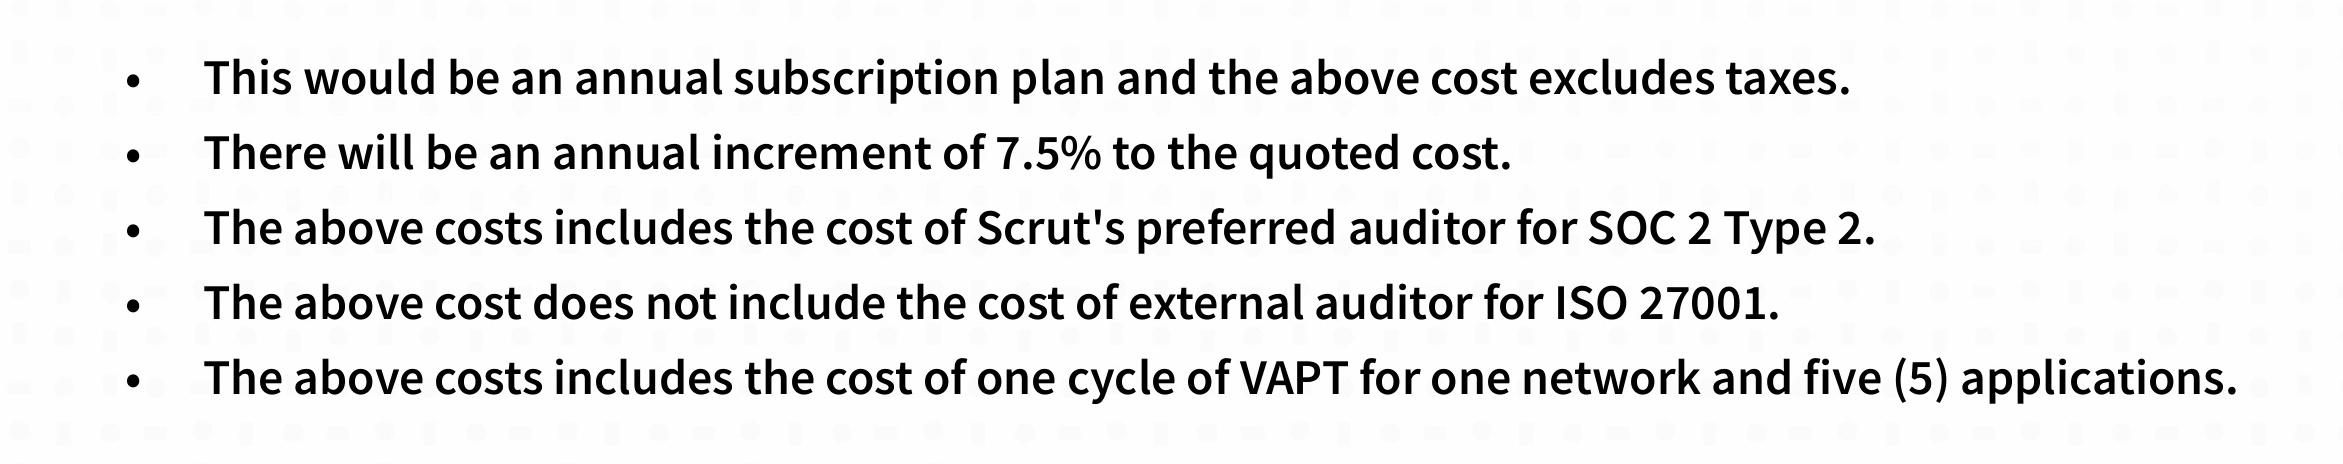 • This would be an annual subscription plan and the above cost excludes taxes.
• There will be an annual increment of 7.5% to the quoted cost.
• The above costs includes the cost of Scrut's preferred auditor for SOC 2 Type 2.
• The above cost does not include the cost of external auditor for ISO 27001.
• The above costs includes the cost of one cycle of VAPT for one network and five (5) applications.